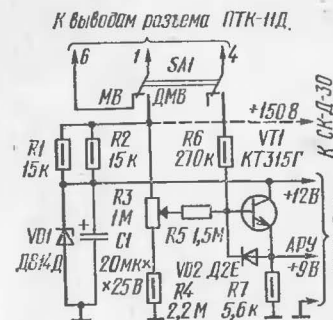 К выводам разъема ПТК-11Д
6 1 4
SA1
МВ ДМВ
+150В
К СК-Д-30
R1 15к
R2 15к
R6 270к
VT1 КТ315Г
+12В
R3 1М
R5 1,5М
VD1 Д814Д
C1 20мк× ×25В
VD2 Д2Е
АРУ +9В
R4 2,2М
R7 5,6к